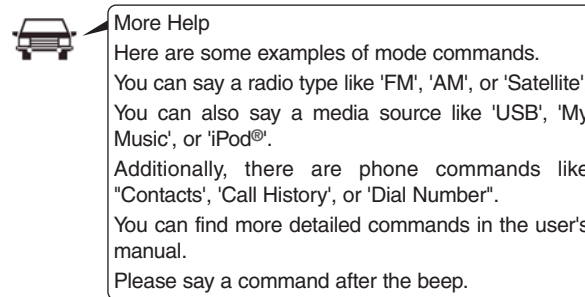 More Help
Here are some examples of mode commands.
You can say a radio type like 'FM', 'AM', or 'Satellite'
You can also say a media source like 'USB', 'My
Music', or 'iPod®'.
Additionally, there are phone commands like
"Contacts', 'Call History', or 'Dial Number".
You can find more detailed commands in the user's
manual.
Please say a command after the beep.